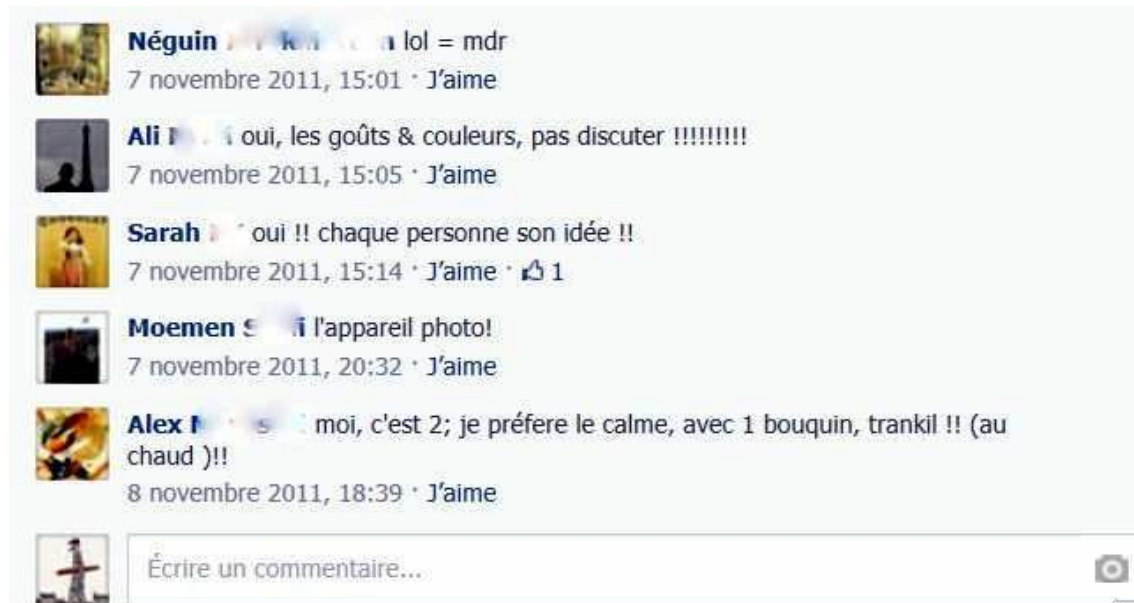 Néguin lol = mdr
7 novembre 2011, 15:01 · J'aime
Ali oui, les goûts & couleurs, pas discuter !!!!!!!!!
7 novembre 2011, 15:05 · J'aime
Sarah oui !! chaque personne son idée !!
7 novembre 2011, 15:14 · J'aime · 1
Moemen l'appareil photo!
7 novembre 2011, 20:32 · J'aime
Alex moi, c'est 2; je préfere le calme, avec 1 bouquin, trankil !! (au
chaud )!!
8 novembre 2011, 18:39 · J'aime
Écrire un commentaire...